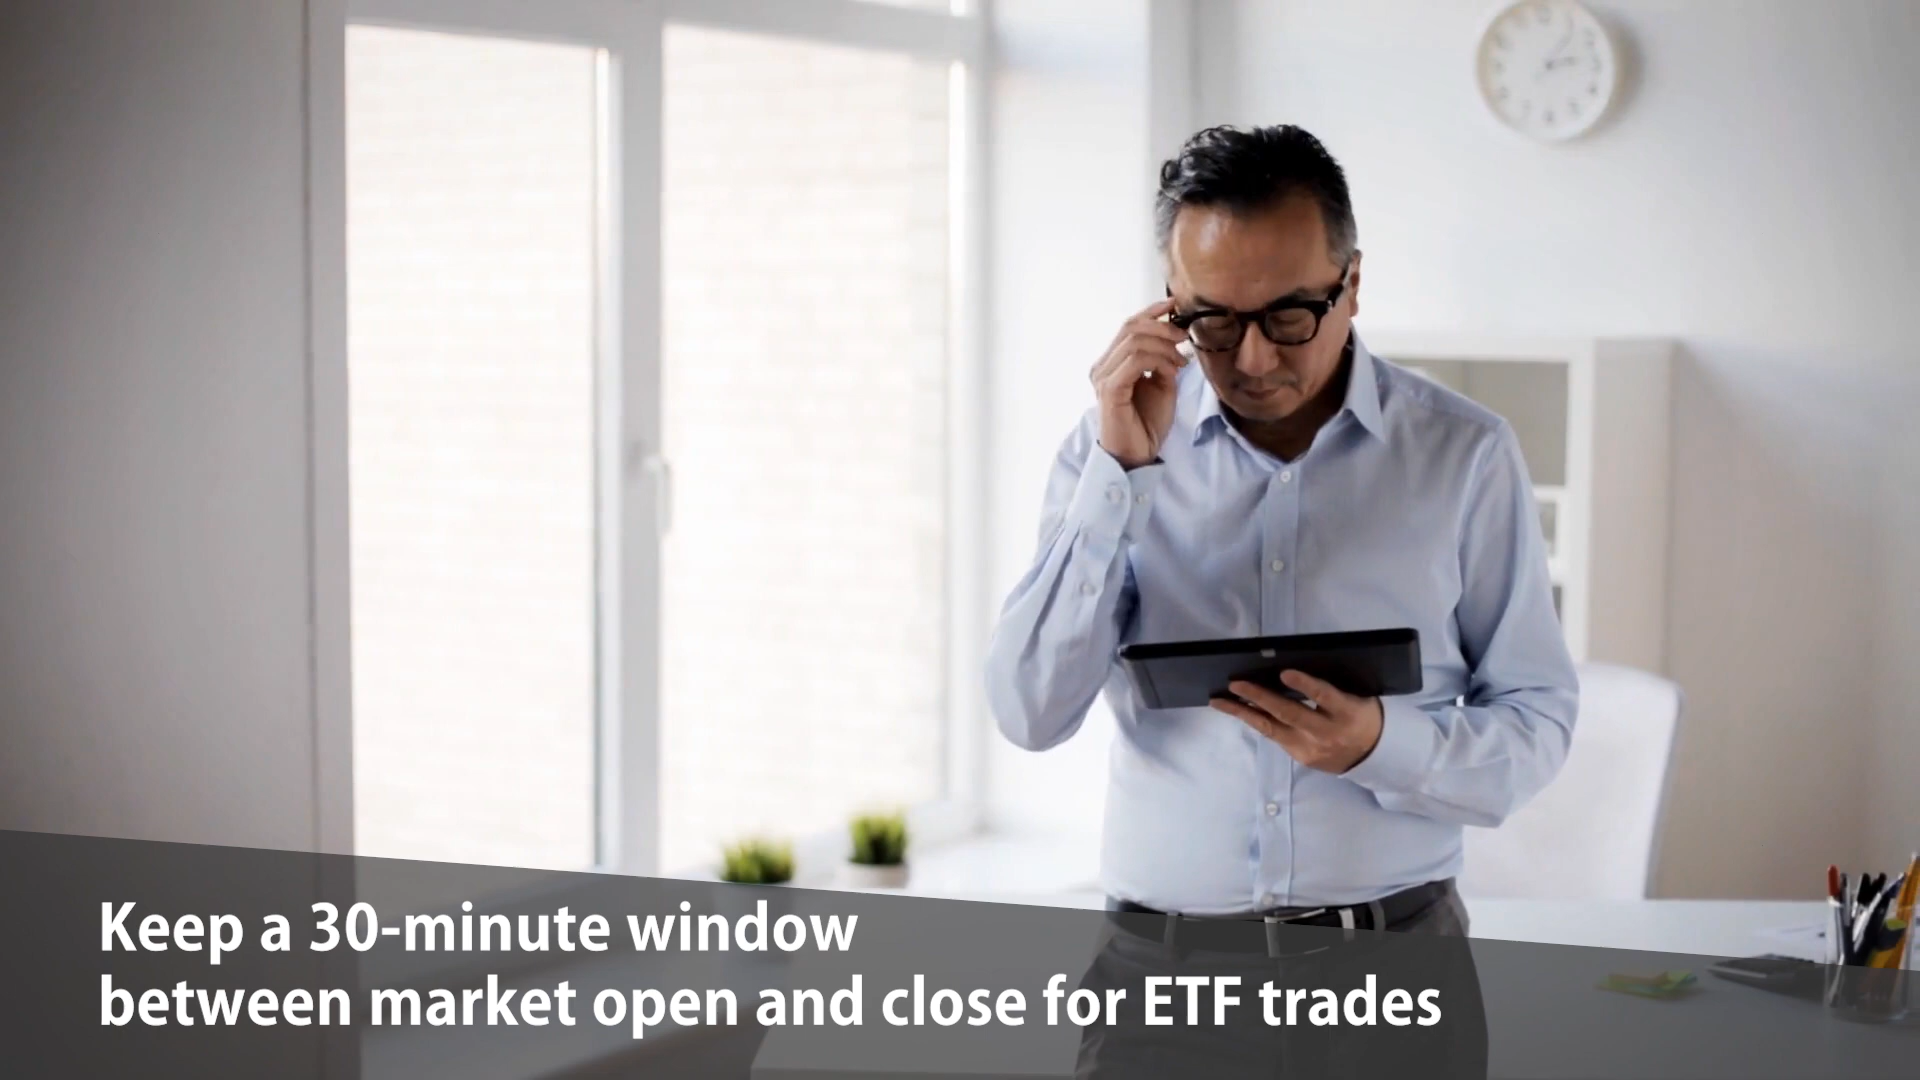 Keep a 30-minute window
between market open and close for ETF trades